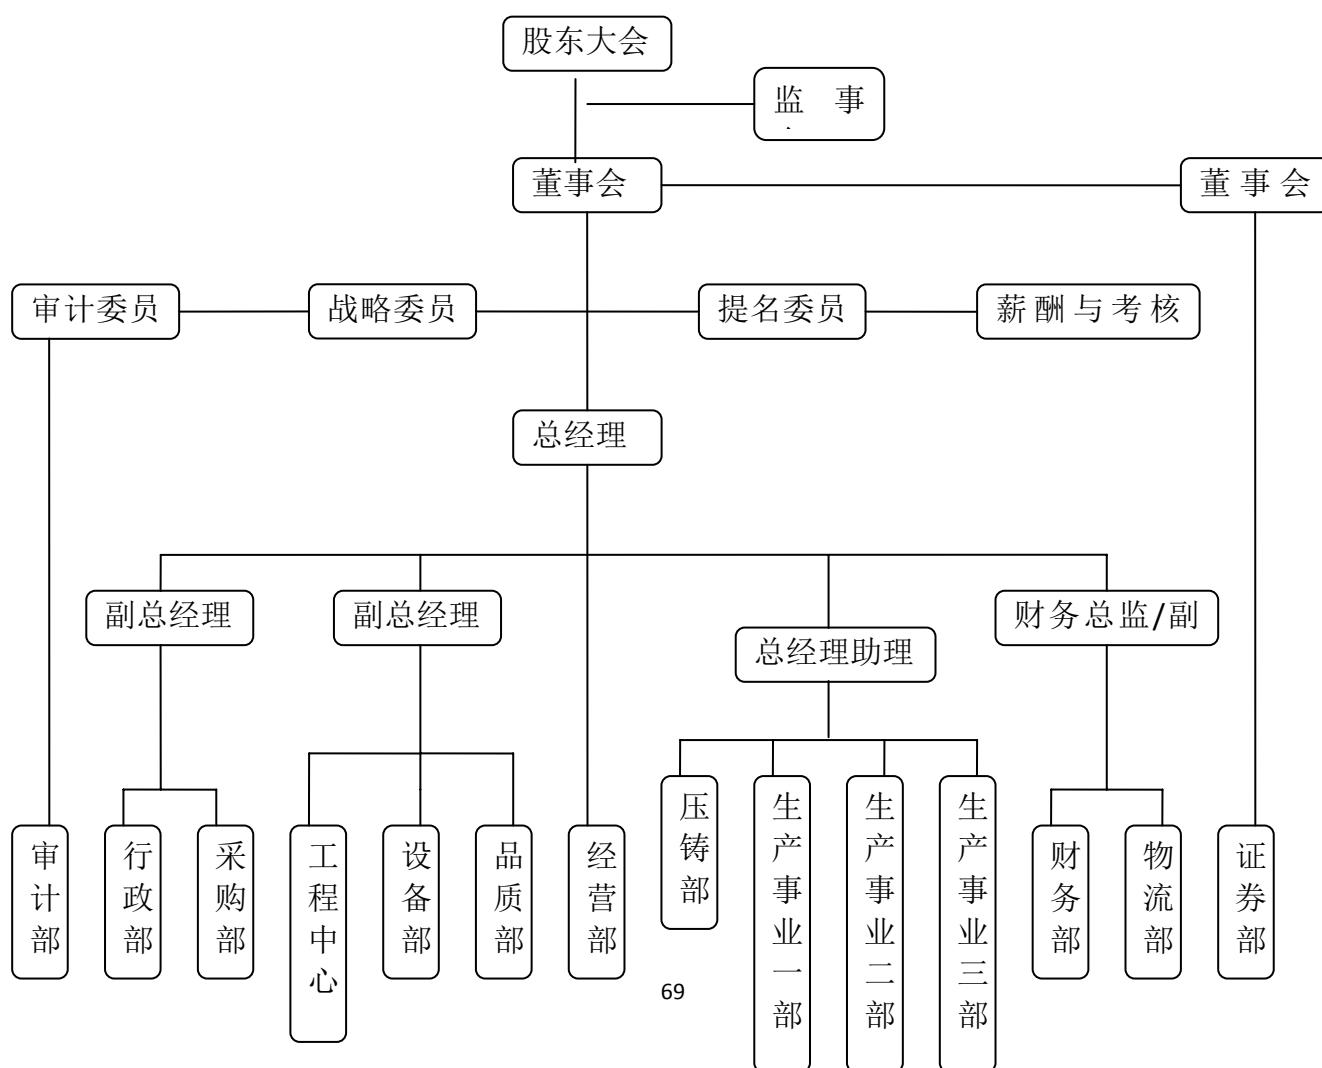 股东大会
监 事
董事会
董 事 会
审计委员
战略委员
提名委员
薪 酬 与 考 核
总经理
副总经理
副总经理
总经理助理
财务总监/副
审计部
行政部
采购部
工程中心
设备部
品质部
经营部
压铸部
生产事业一部
生产事业二部
生产事业三部
财务部
物流部
证券部
69